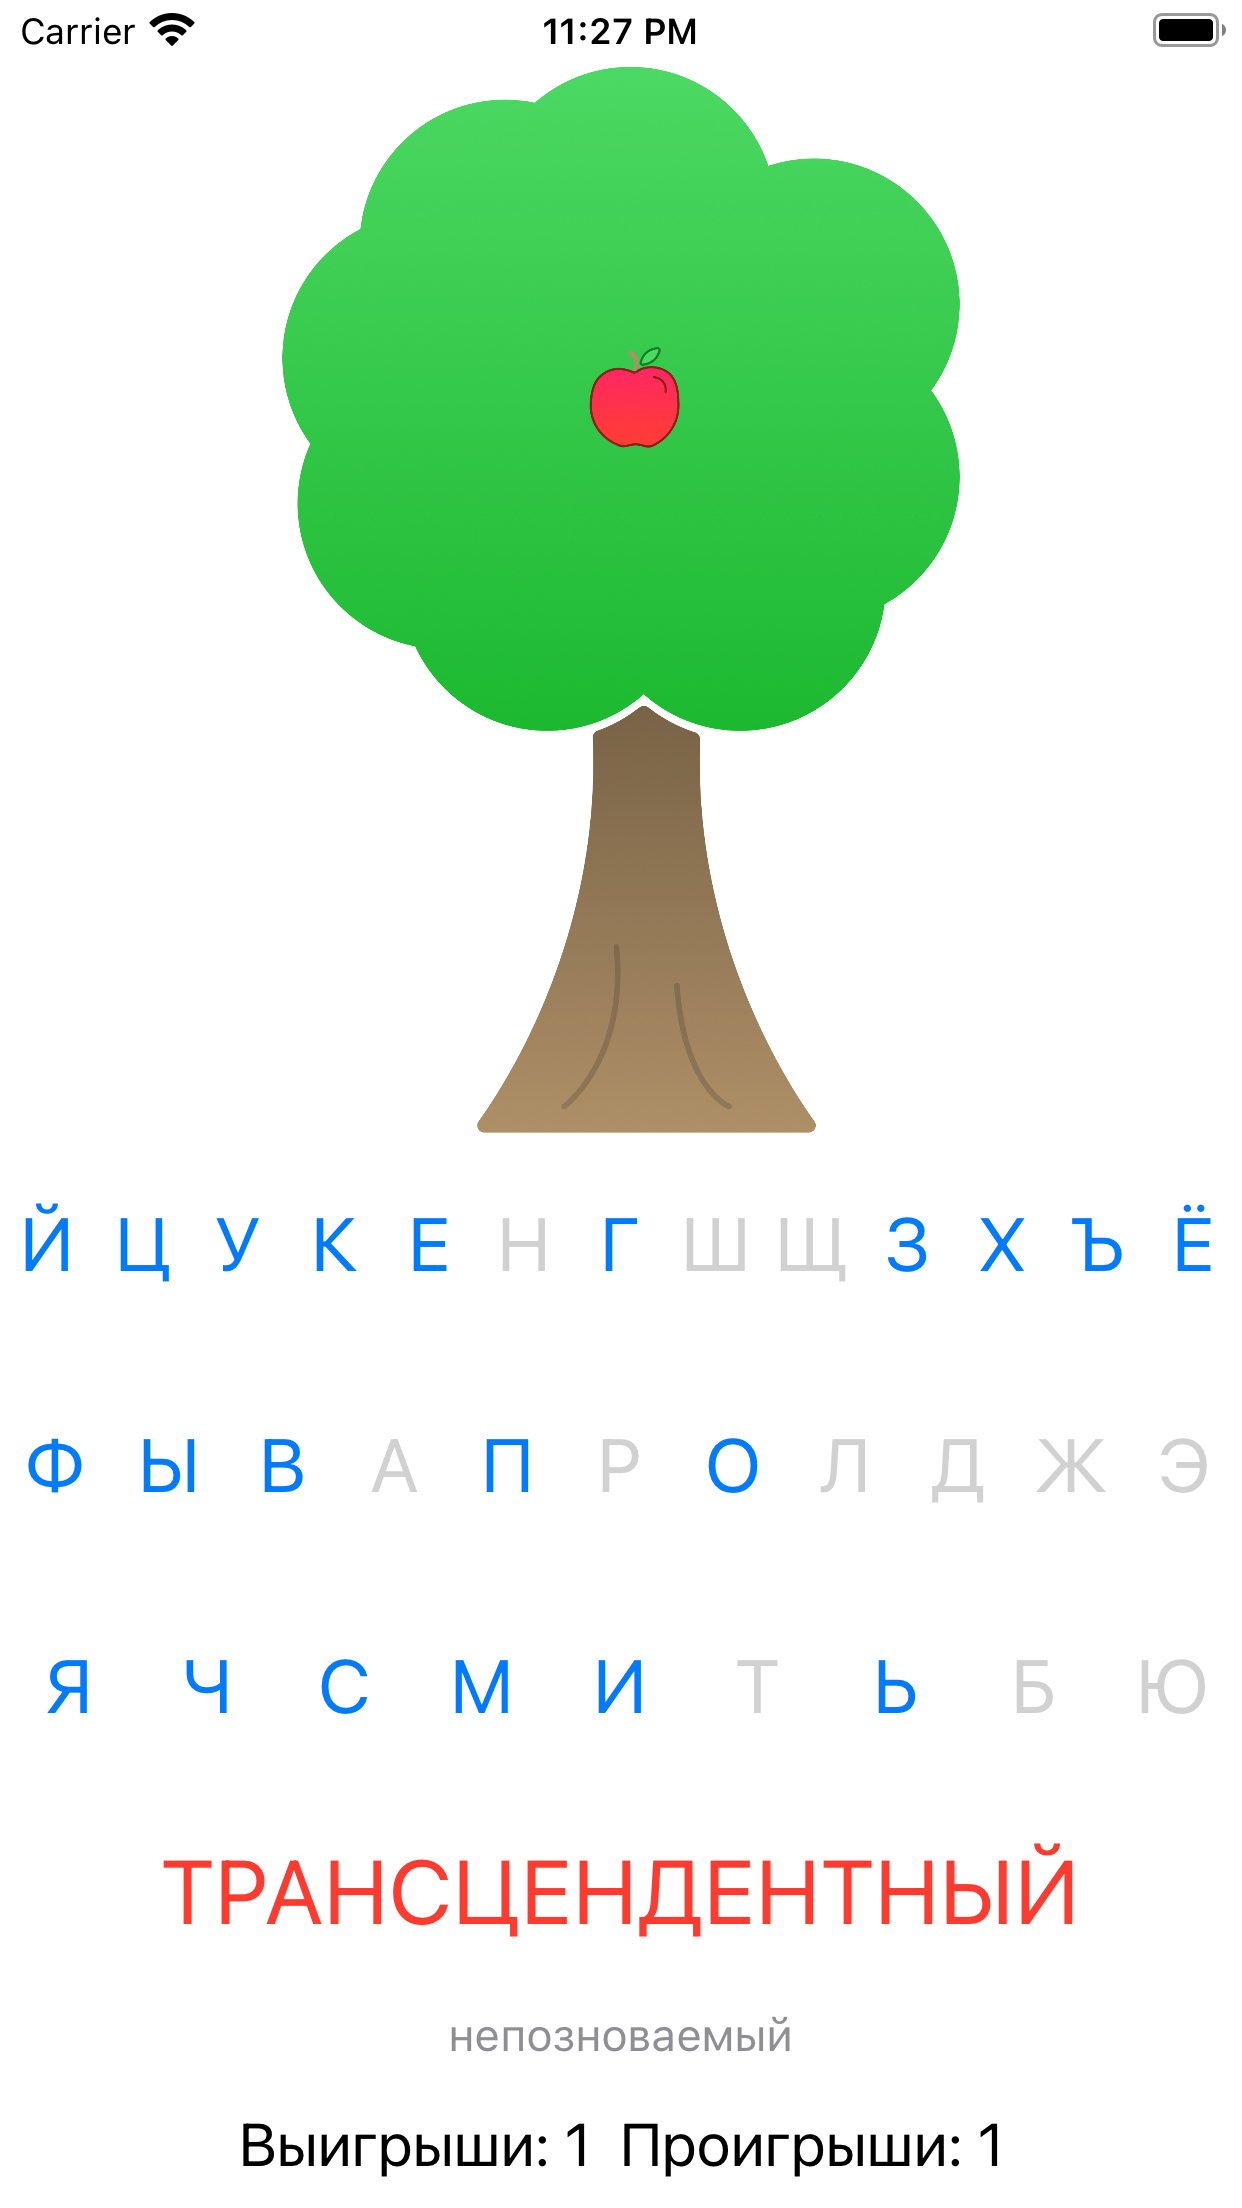 Carrier 11:27 PM
Й Ц У К Е Н Г Ш Щ З Х Ъ Ё
Ф Ы В А П Р О Л Д Ж Э
Я Ч С М И Т Ь Б Ю
ТРАНСЦЕНДЕНТНЫЙ
непозноваемый
Выигрыши: 1 Проигрыши: 1